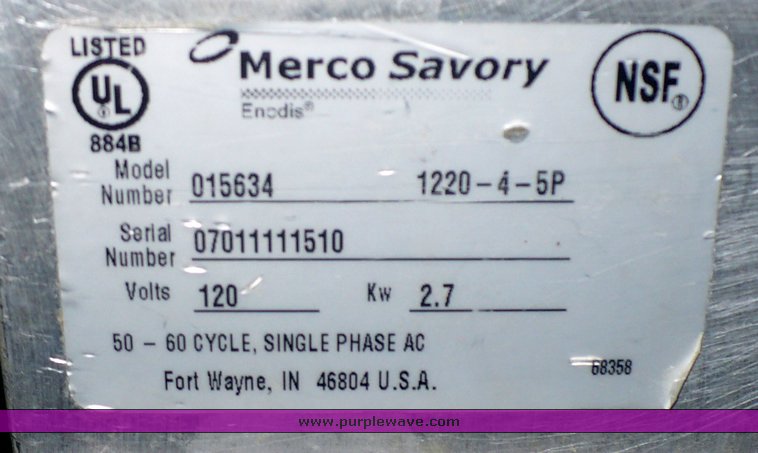 LISTED
UL
884B
Merco Savory
Enodis®
NSF®
Model Number 015634 1220-4-5P
Serial Number 07011111510
Volts 120 Kw 2.7
50 - 60 CYCLE, SINGLE PHASE AC
68358
Fort Wayne, IN 46804 U.S.A.
www.purplewave.com